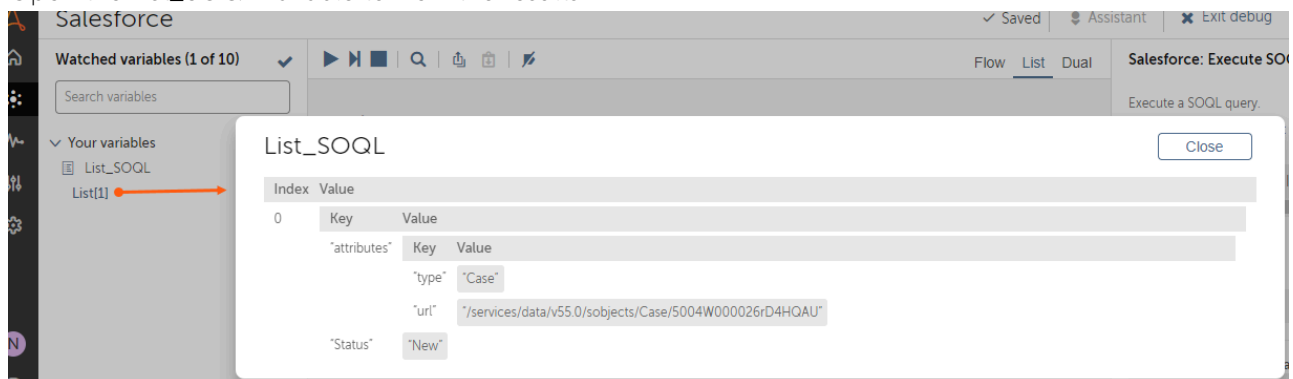 Salesforce
Saved
Assistant
Exit debug
Watched variables (1 of 10)
Flow List Dual
Salesforce: Execute SO
Search variables
Execute a SOQL query.
Your variables
List_SOQL
List[1]
List_SOQL
Close
Index Value
0 Key Value
"attributes" Key Value
"type" "Case"
"url" "/services/data/v55.0/sobjects/Case/5004W000026rD4HQAU"
"Status" "New"
N